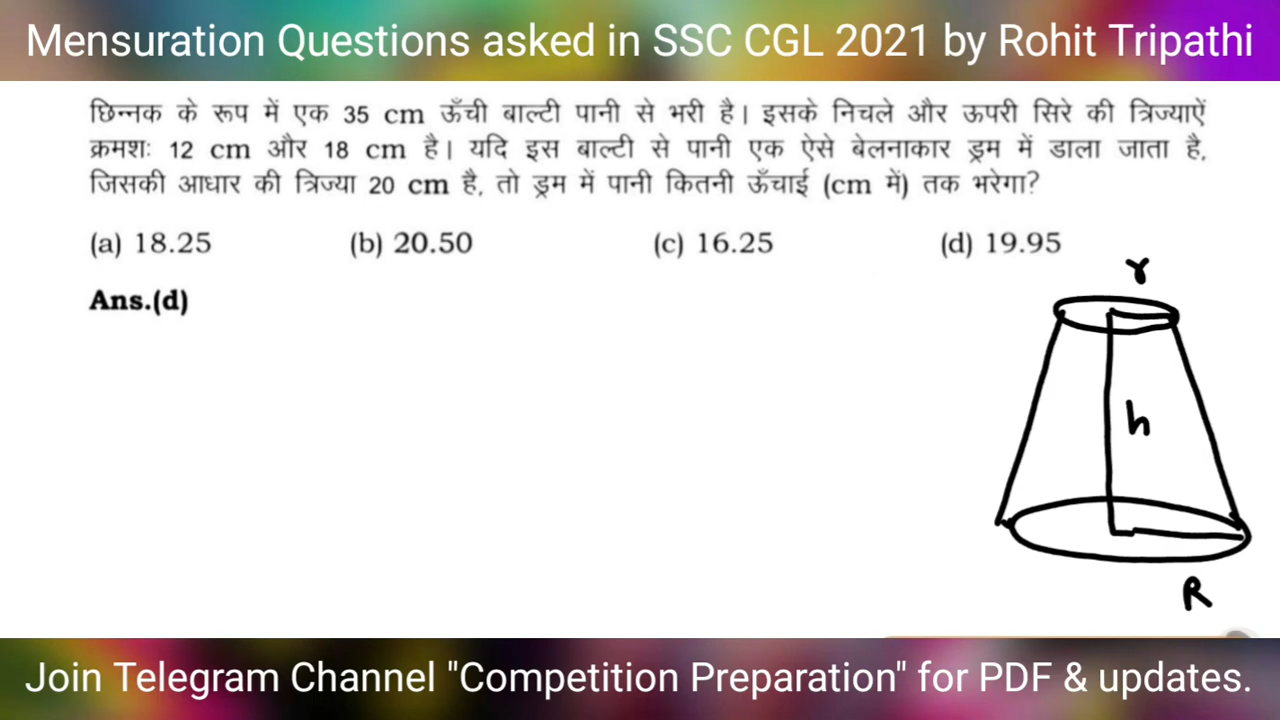 Mensuration Questions asked in SSC CGL 2021 by Rohit Tripathi
छिन्नक के रूप में एक 35 cm ऊँची बाल्टी पानी से भरी है। इसके निचले और ऊपरी सिरे की त्रिज्याऐं
क्रमशः 12 cm और 18 cm है। यदि इस बाल्टी से पानी एक ऐसे बेलनाकार ड्रम में डाला जाता है,
जिसकी आधार की त्रिज्या 20 cm है, तो ड्रम में पानी कितनी ऊँचाई (cm में) तक भरेगा?
(a) 18.25 (b) 20.50 (c) 16.25 (d) 19.95
Ans.(d)
r
h
R
Join Telegram Channel "Competition Preparation" for PDF & updates.